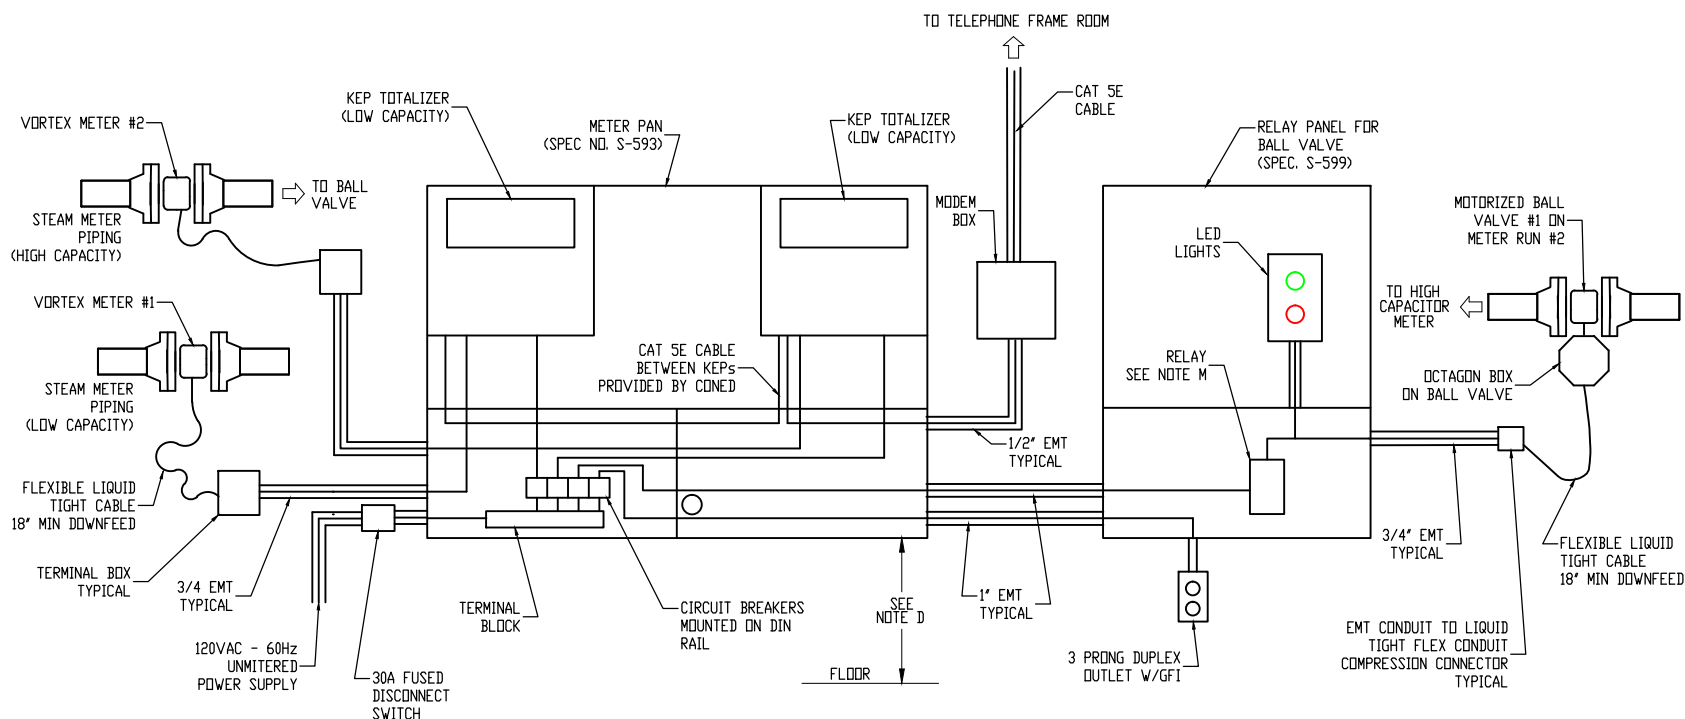 TO TELEPHONE FRAME ROOM
KEP TOTALIZER
(LOW CAPACITY)
METER PAN
(SPEC NO. S-593)
KEP TOTALIZER
(LOW CAPACITY)
CAT 5E
CABLE
RELAY PANEL FOR
BALL VALVE
(SPEC. S-599)
VORTEX METER #2
TO BALL
VALVE
STEAM METER
PIPING
(HIGH CAPACITY)
MODEM
BOX
LED
LIGHTS
MOTORIZED BALL
VALVE #1 ON
METER RUN #2
VORTEX METER #1
TO HIGH
CAPACITOR
METER
STEAM METER
PIPING
(LOW CAPACITY)
CAT 5E CABLE
BETWEEN KEPs
PROVIDED BY CONED
RELAY
SEE NOTE M
OCTAGON BOX
ON BALL VALVE
1/2" EMT
TYPICAL
FLEXIBLE LIQUID
TIGHT CABLE
18" MIN DOWNFEED
3/4" EMT
TYPICAL
FLEXIBLE LIQUID
TIGHT CABLE
18" MIN DOWNFEED
TERMINAL BOX
TYPICAL
3/4 EMT
TYPICAL
TERMINAL
BLOCK
CIRCUIT BREAKERS
MOUNTED ON DIN
RAIL
SEE
NOTE D
1" EMT
TYPICAL
120VAC - 60Hz
UNMITERED
POWER SUPPLY
30A FUSED
DISCONNECT
SWITCH
FLOOR
3 PRONG DUPLEX
OUTLET W/GFI
EMT CONDUIT TO LIQUID
TIGHT FLEX CONDUIT
COMPRESSION CONNECTOR
TYPICAL